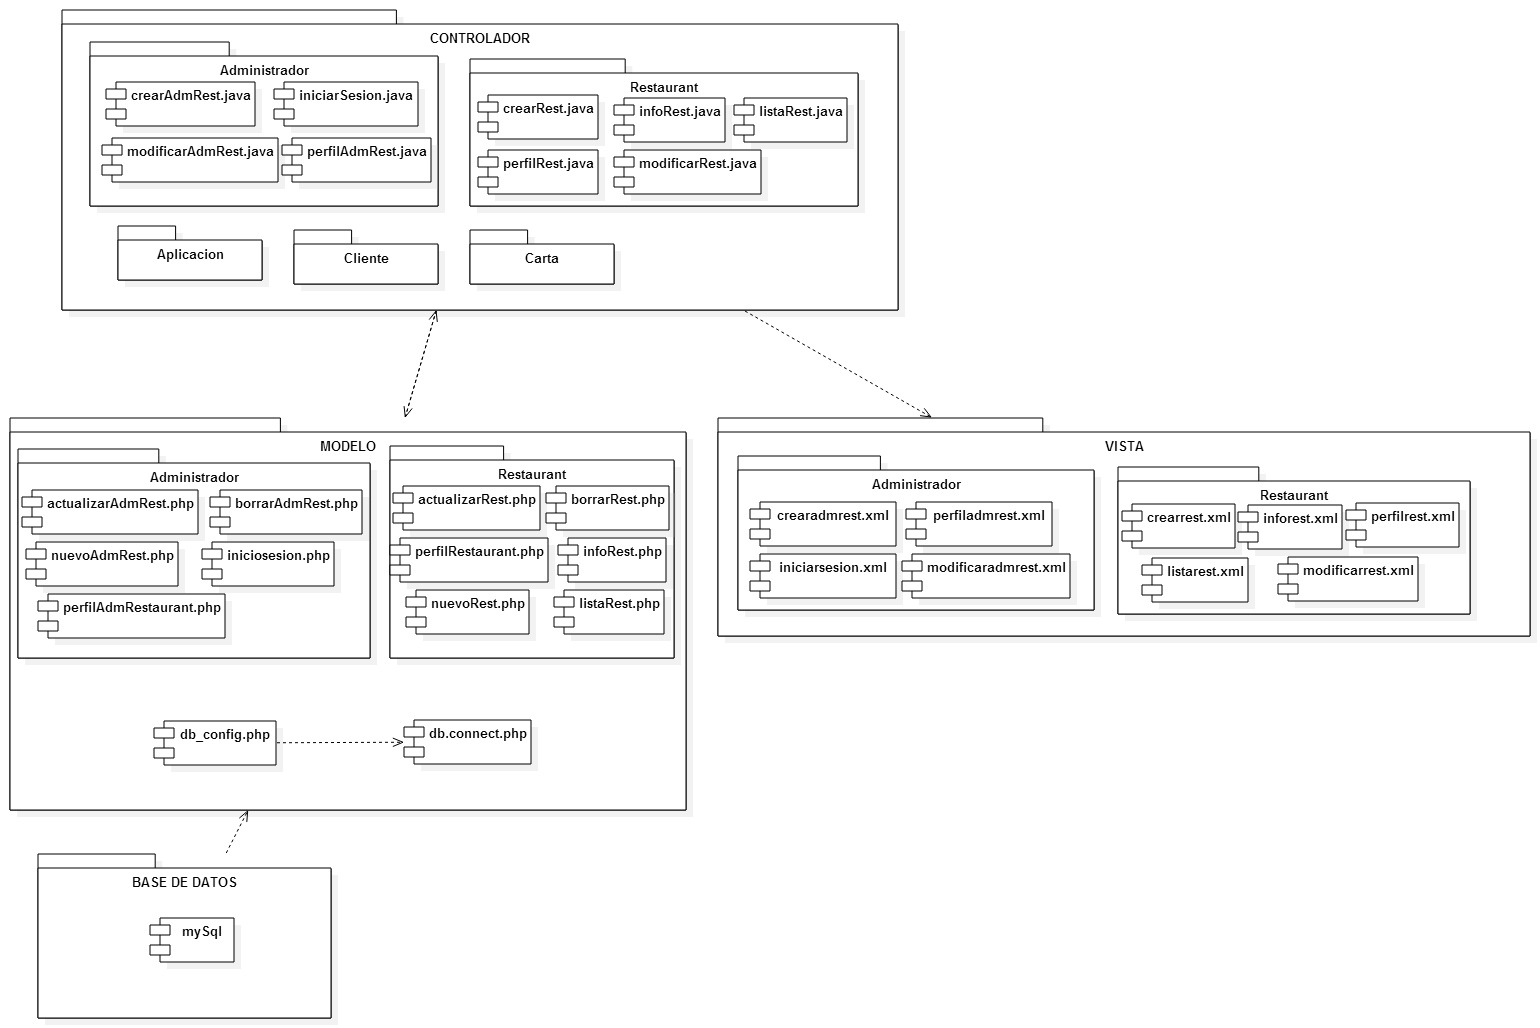 CONTROLADOR
Administrador
crearAdmRest.java
iniciarSesion.java
modificarAdmRest.java
perfilAdmRest.java
Restaurant
crearRest.java
infoRest.java
listaRest.java
perfilRest.java
modificarRest.java
Aplicacion
Cliente
Carta
MODELO
Administrador
actualizarAdmRest.php
borrarAdmRest.php
nuevoAdmRest.php
iniciosesion.php
perfilAdmRestaurant.php
Restaurant
actualizarRest.php
borrarRest.php
perfilRestaurant.php
infoRest.php
nuevoRest.php
listaRest.php
db_config.php
db.connect.php
VISTA
Administrador
crearadmrest.xml
perfiladmrest.xml
iniciarsesion.xml
modificaradmrest.xml
Restaurant
crearrest.xml
inforest.xml
perfilrest.xml
listarest.xml
modificarrest.xml
BASE DE DATOS
mySql